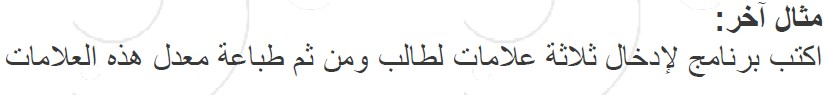 مثال آخر:
اكتب برنامج لإدخال ثلاثة علامات لطالب ومن ثم طباعة معدل هذه العلامات